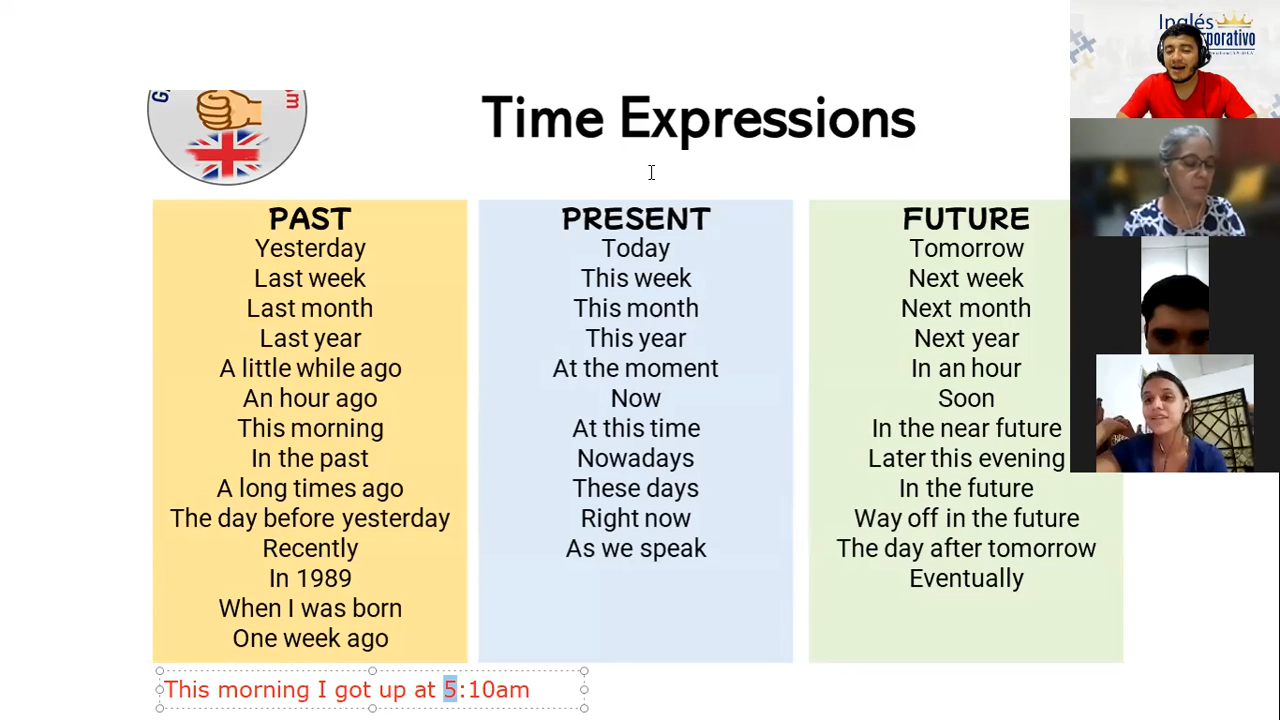 Inglés
porativo
G
m
Time Expressions
PAST
Yesterday
Last week
Last month
Last year
A little while ago
An hour ago
This morning
In the past
A long times ago
The day before yesterday
Recently
In 1989
When I was born
One week ago
PRESENT
Today
This week
This month
This year
At the moment
Now
At this time
Nowadays
These days
Right now
As we speak
FUTURE
Tomorrow
Next week
Next month
Next year
In an hour
Soon
In the near future
Later this evening
In the future
Way off in the future
The day after tomorrow
Eventually
This morning I got up at 5:10am